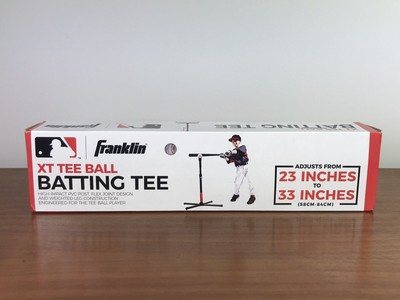 BATTING TEE
Franklin
XT TEE BALL
BATTING TEE
HIGH-IMPACT PVC POST, FLEX JOINT DESIGN
AND WEIGHTED LEG CONSTRUCTION
ENGINEERED FOR THE TEE BALL PLAYER
ADJUSTS FROM
23 INCHES
TO
33 INCHES
(58CM-84CM)